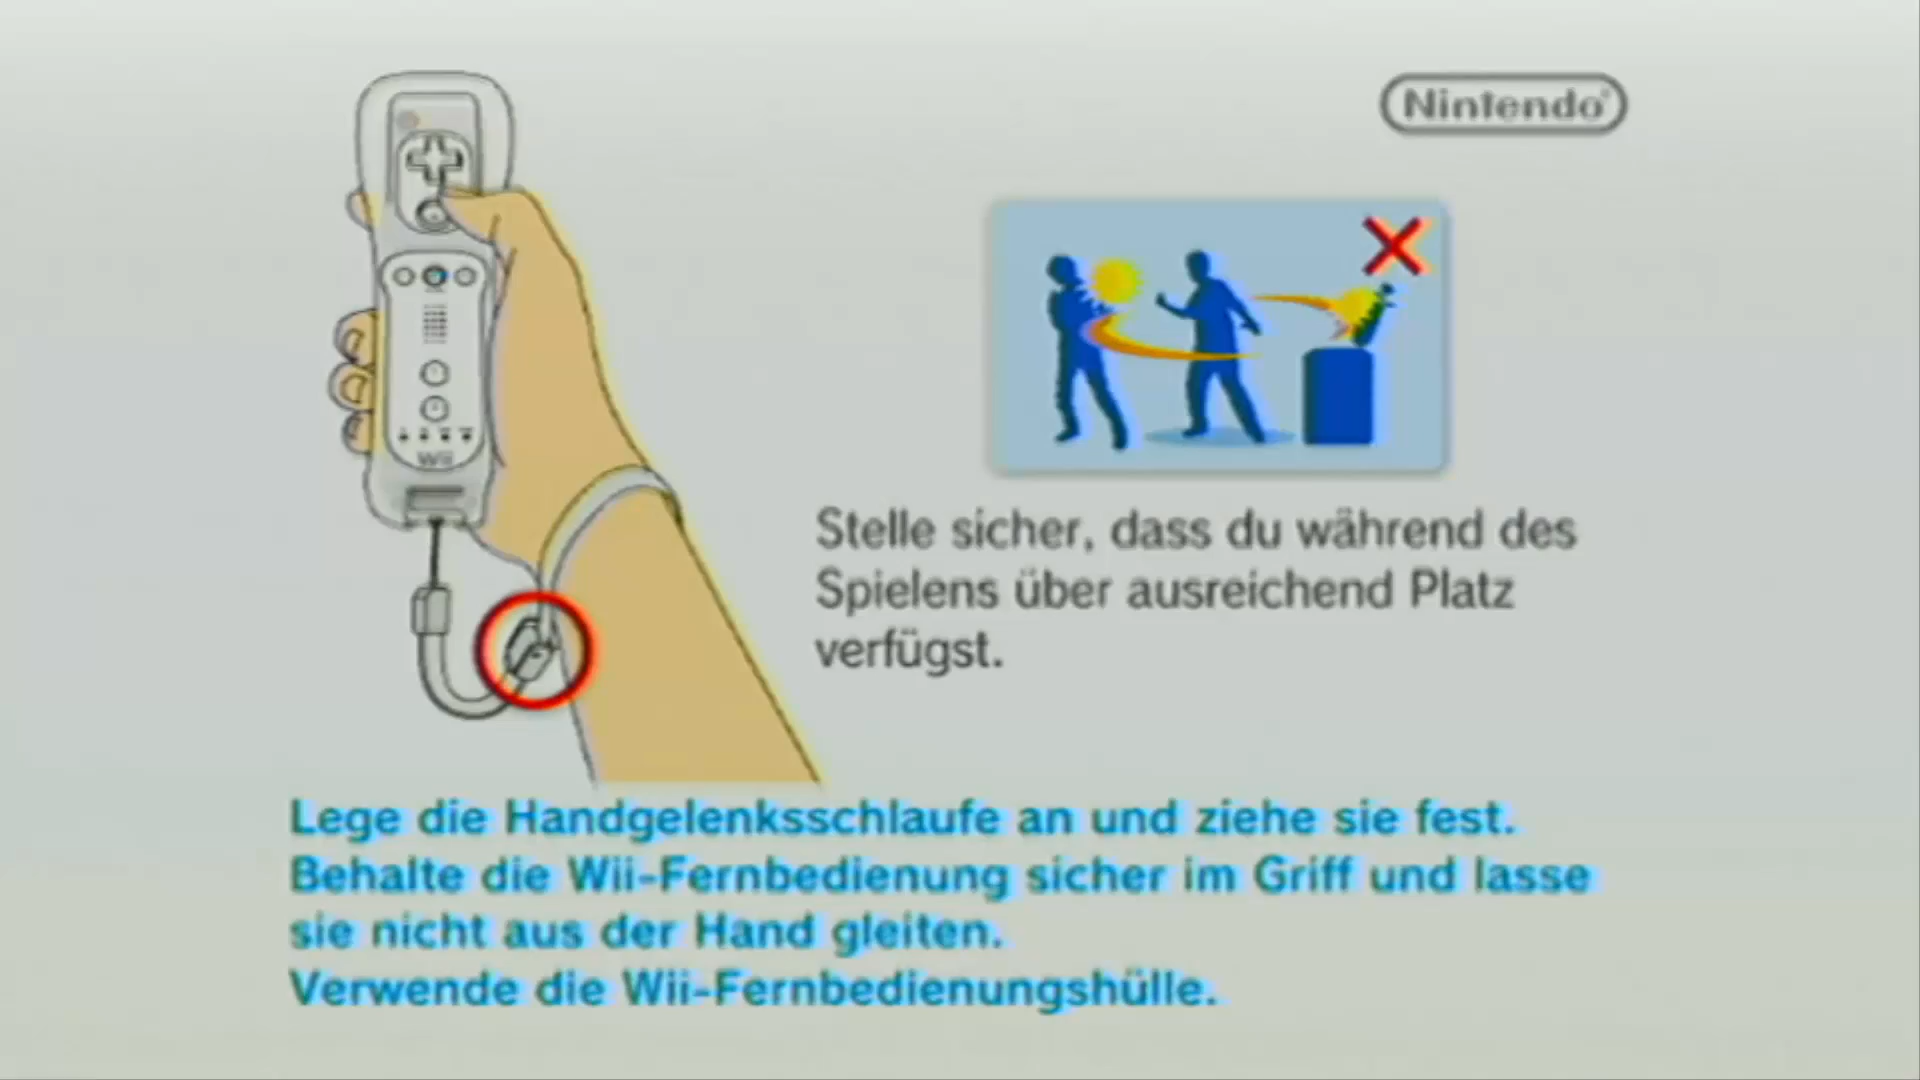 Nintendo
Wii
Stelle sicher, dass du während des
Spielens über ausreichend Platz
verfügst.
Lege die Handgelenksschlaufe an und ziehe sie fest.
Behalte die Wii-Fernbedienung sicher im Griff und lasse
sie nicht aus der Hand gleiten.
Verwende die Wii-Fernbedienungshülle.